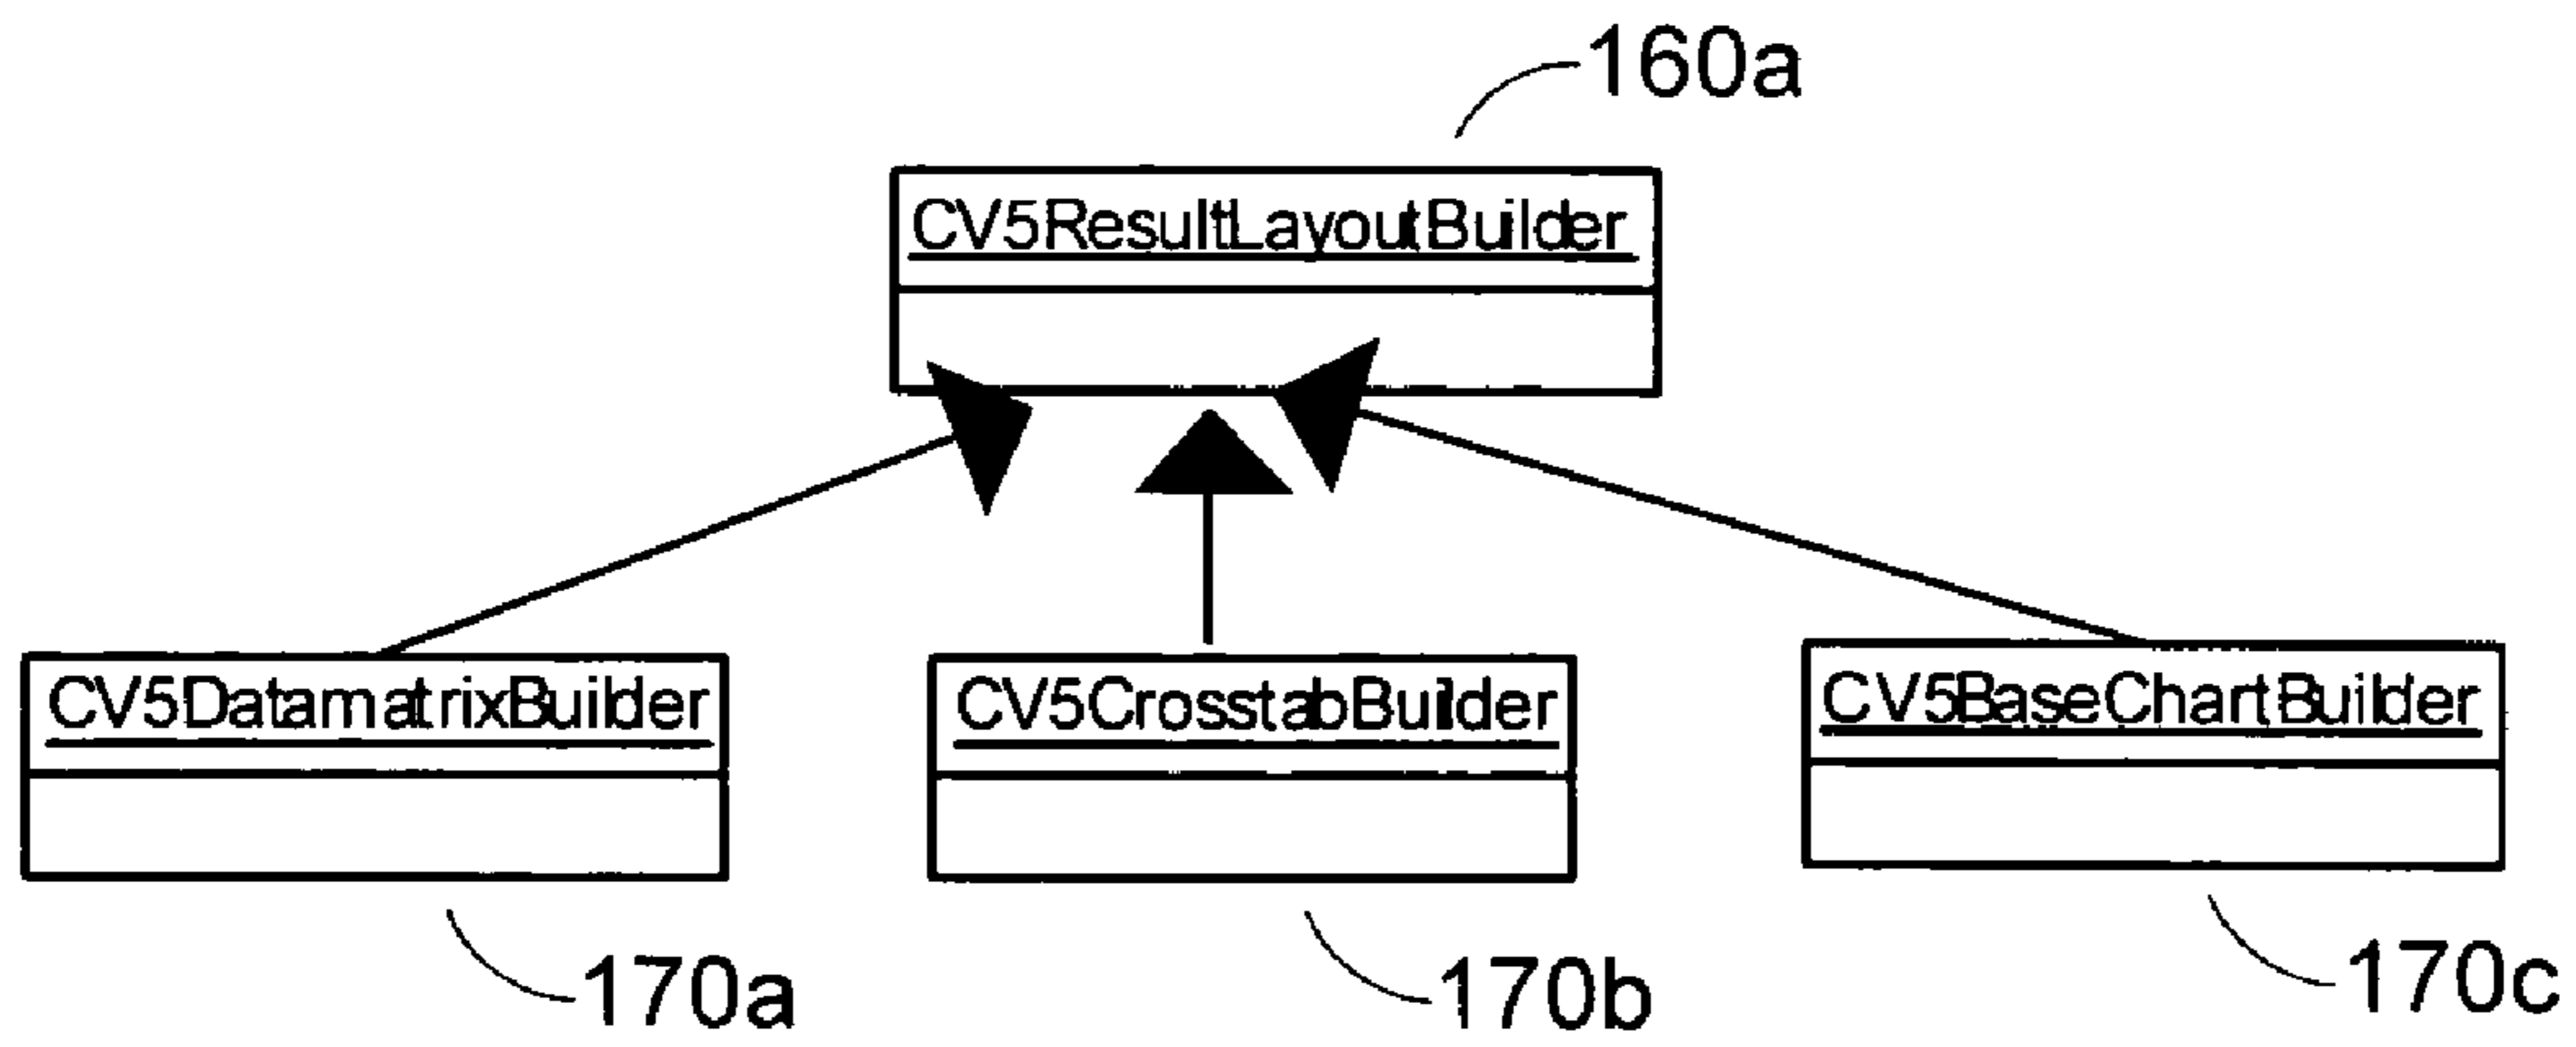 160a
CV5ResultLayoutBuilder
CV5DatamatrixBuilder
CV5CrosstabBuilder
CV5BaseChartBuilder
170a
170b
170c